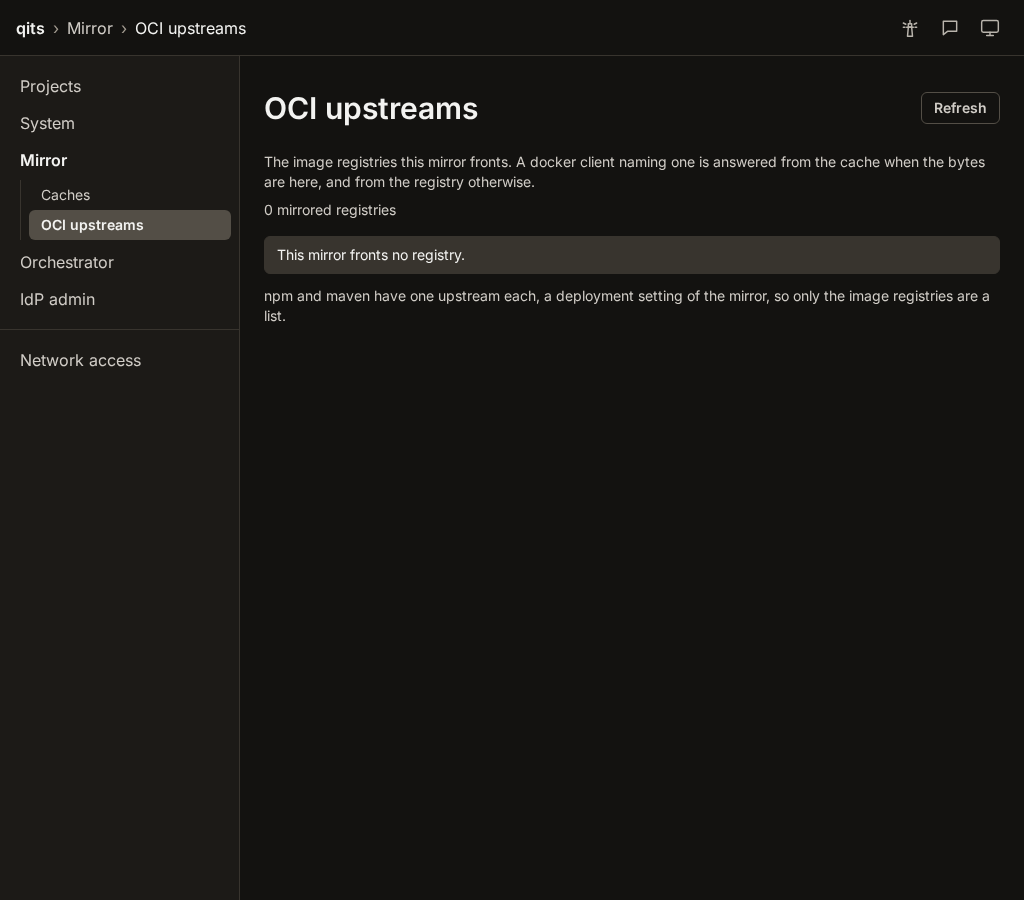 qits › Mirror › OCI upstreams
Projects
System
Mirror
Caches
OCI upstreams
Orchestrator
IdP admin
Network access
OCI upstreams
Refresh
The image registries this mirror fronts. A docker client naming one is answered from the cache when the bytes
are here, and from the registry otherwise.
0 mirrored registries
This mirror fronts no registry.
npm and maven have one upstream each, a deployment setting of the mirror, so only the image registries are a
list.